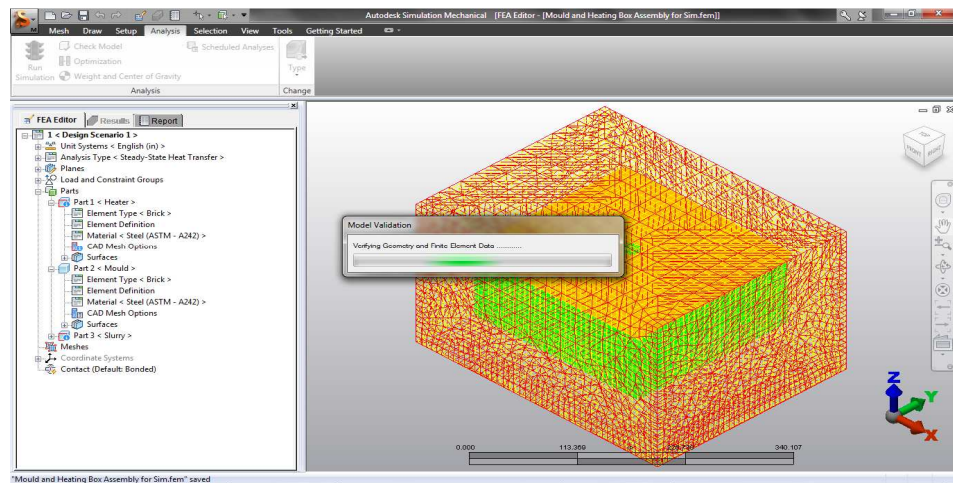 Autodesk Simulation Mechanical [FEA Editor - [Mould and Heating Box Assembly for Sim.fem]]
M Mesh Draw Setup Analysis Selection View Tools Getting Started
Check Model
Scheduled Analyses
Optimization
Run
Type
Simulation
Weight and Center of Gravity
Analysis
Change
FEA Editor Results Report
1 < Design Scenario 1 >
Unit Systems < English (in) >
Analysis Type < Steady-State Heat Transfer >
Planes
Load and Constraint Groups
Parts
Part 1 < Heater >
Element Type < Brick >
Element Definition
Material < Steel (ASTM - A242) >
CAD Mesh Options
Surfaces
Part 2 < Mould >
Element Type < Brick >
Element Definition
Material < Steel (ASTM - A242) >
CAD Mesh Options
Surfaces
Part 3 < Slurry >
Meshes
Coordinate Systems
Contact (Default: Bonded)
Model Validation
Verifying Geometry and Finite Element Data ............
TOP
FRONT
RIGHT
Z
Y
X
0.000 113.369 340.107
"Mould and Heating Box Assembly for Sim.fem" saved